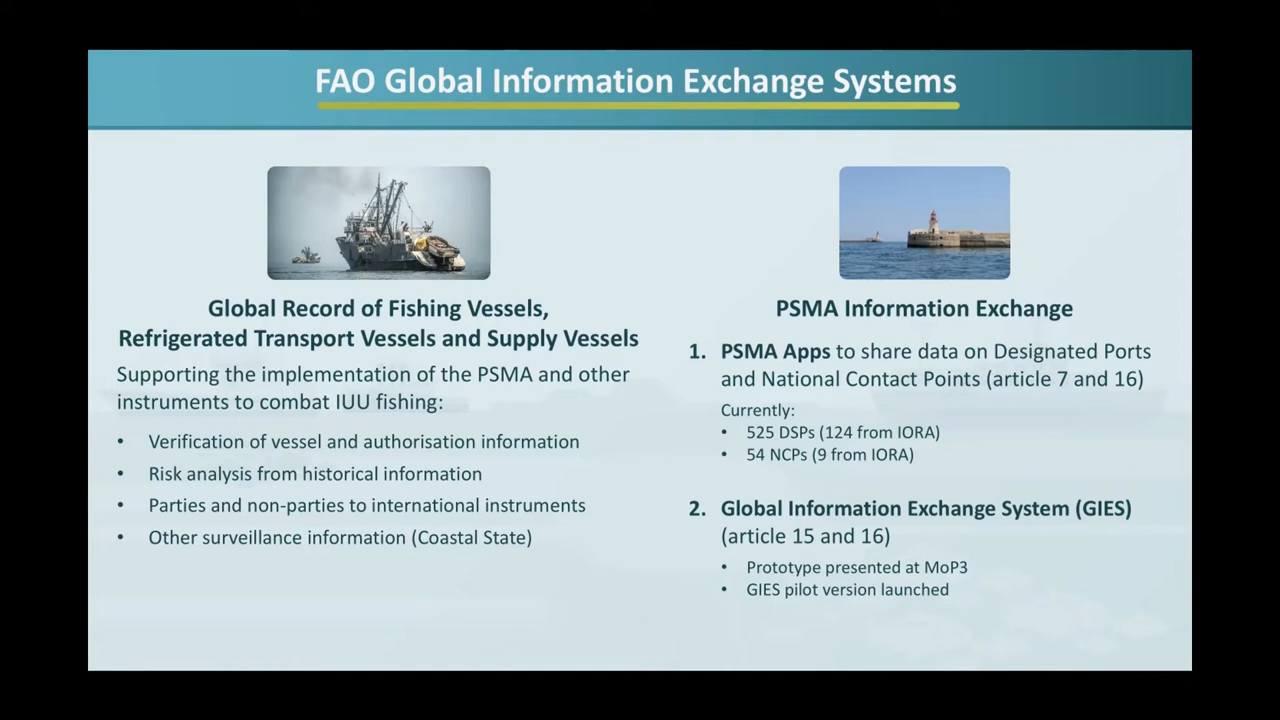 FAO Global Information Exchange Systems
Global Record of Fishing Vessels,
Refrigerated Transport Vessels and Supply Vessels
Supporting the implementation of the PSMA and other
instruments to combat IUU fishing:
• Verification of vessel and authorisation information
• Risk analysis from historical information
• Parties and non-parties to international instruments
• Other surveillance information (Coastal State)
PSMA Information Exchange
1. PSMA Apps to share data on Designated Ports
and National Contact Points (article 7 and 16)
Currently:
• 525 DSPs (124 from IORA)
• 54 NCPs (9 from IORA)
2. Global Information Exchange System (GIES)
(article 15 and 16)
• Prototype presented at MoP3
• GIES pilot version launched